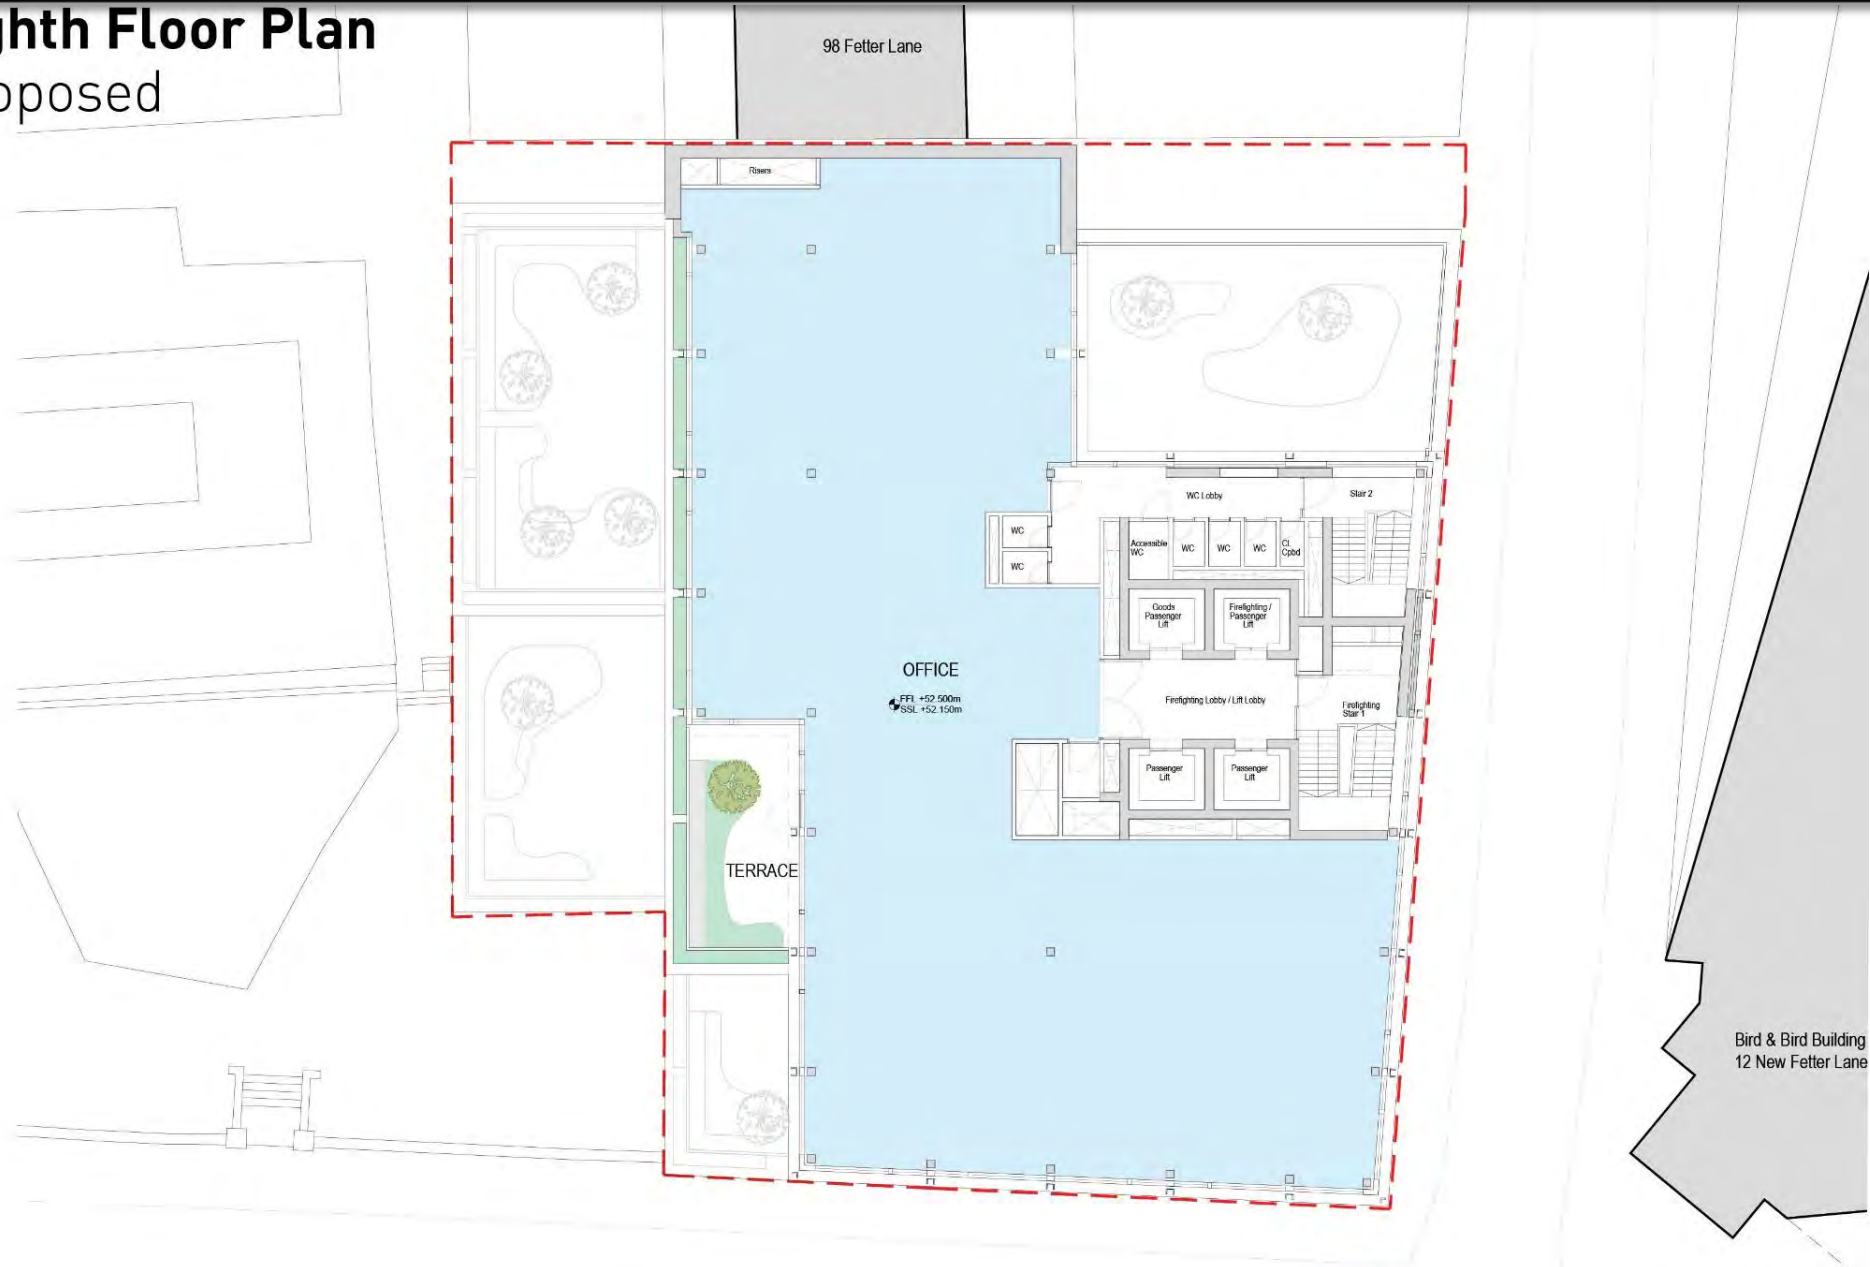 ghth Floor Plan
oposed
98 Fetter Lane
Risers
WC Lobby
Stair 2
WC
WC
Accessible
WC
WC
WC
WC
Cl.
Cpbd
Goods
Passenger
Lift
Firefighting /
Passenger
Lift
OFFICE
FFL +52.500m
SSL +52.150m
Firefighting Lobby / Lift Lobby
Firefighting
Stair 1
Passenger
Lift
Passenger
Lift
TERRACE
Bird & Bird Building
12 New Fetter Lane